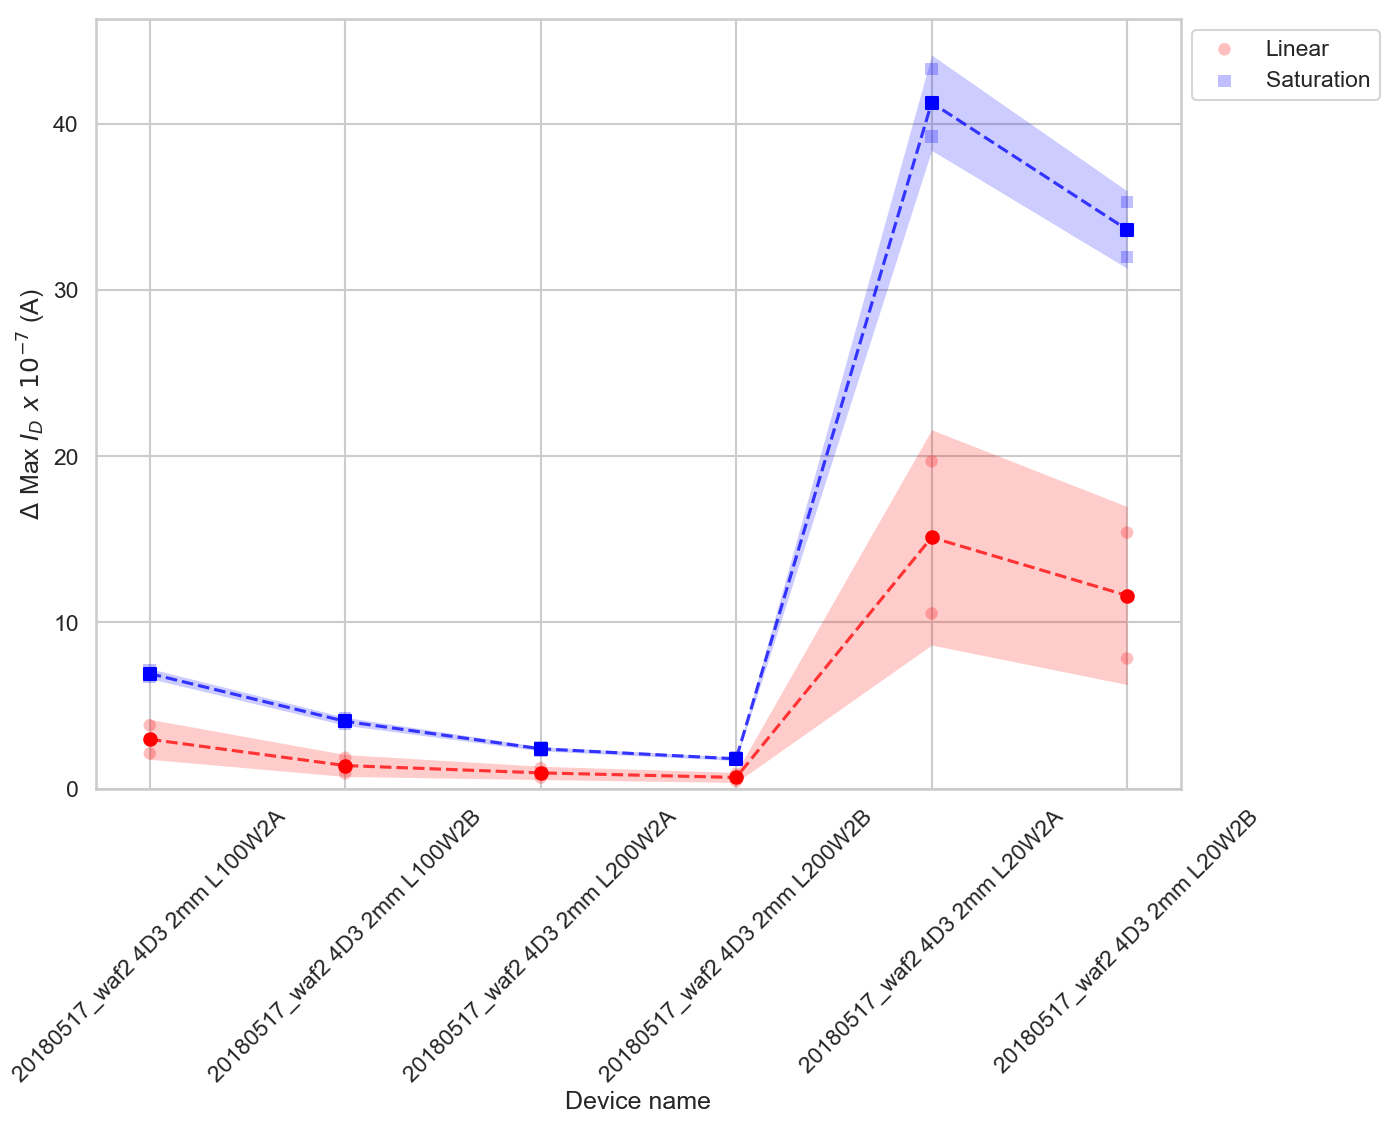 Linear
Saturation
40
30
20
10
0
Δ Max I_D x 10⁻⁷ (A)
20180517_waf2 4D3 2mm L100W2A
20180517_waf2 4D3 2mm L100W2B
20180517_waf2 4D3 2mm L200W2A
20180517_waf2 4D3 2mm L200W2B
20180517_waf2 4D3 2mm L20W2A
20180517_waf2 4D3 2mm L20W2B
Device name